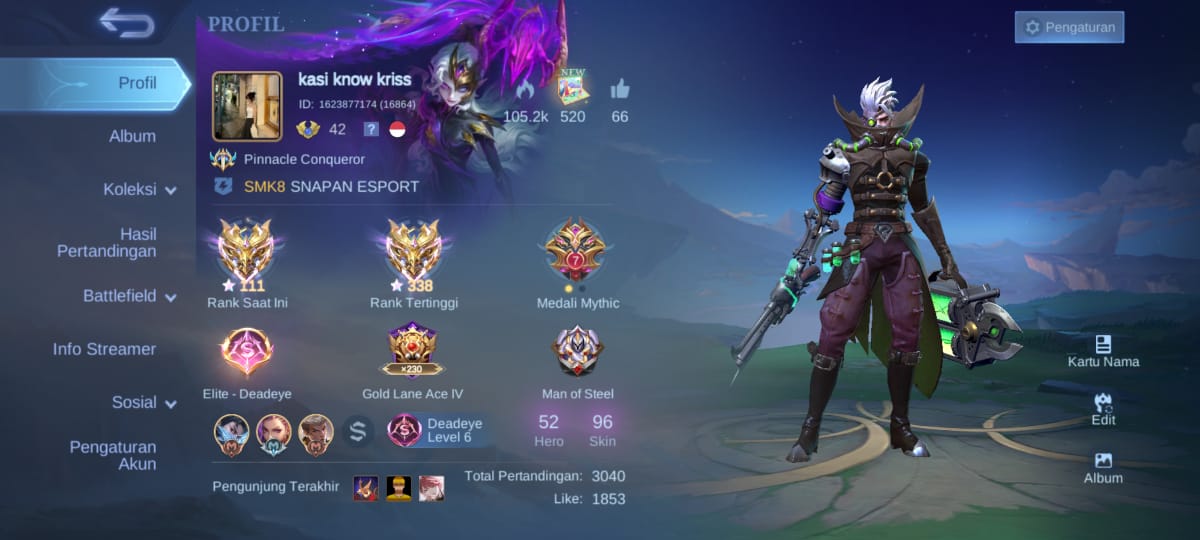 PROFIL
Pengaturan
Profil
Album
Koleksi
Hasil
Pertandingan
Battlefield
Info Streamer
Sosial
Pengaturan
Akun
kasi know kriss
ID: 1623877174 (16864)
42 ?
Pinnacle Conqueror
SMK8 SNAPAN ESPORT
NEW
105.2k 520 66
111
Rank Saat Ini
338
Rank Tertinggi
7
Medali Mythic
S
Elite - Deadeye
×230
Gold Lane Ace IV
Man of Steel
S
S
Deadeye
Level 6
52
Hero
96
Skin
Pengunjung Terakhir
Total Pertandingan: 3040
Like: 1853
Kartu Nama
Edit
Album